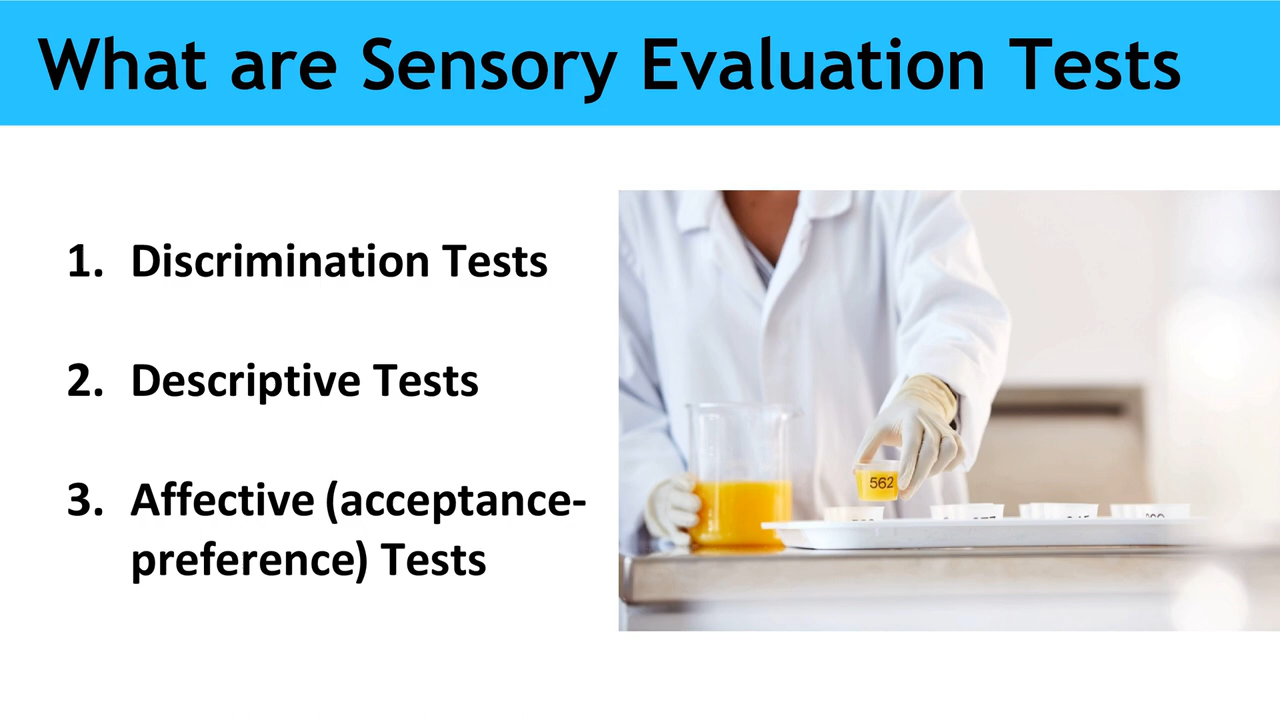 What are Sensory Evaluation Tests
1. Discrimination Tests
2. Descriptive Tests
3. Affective (acceptance-
preference) Tests
562